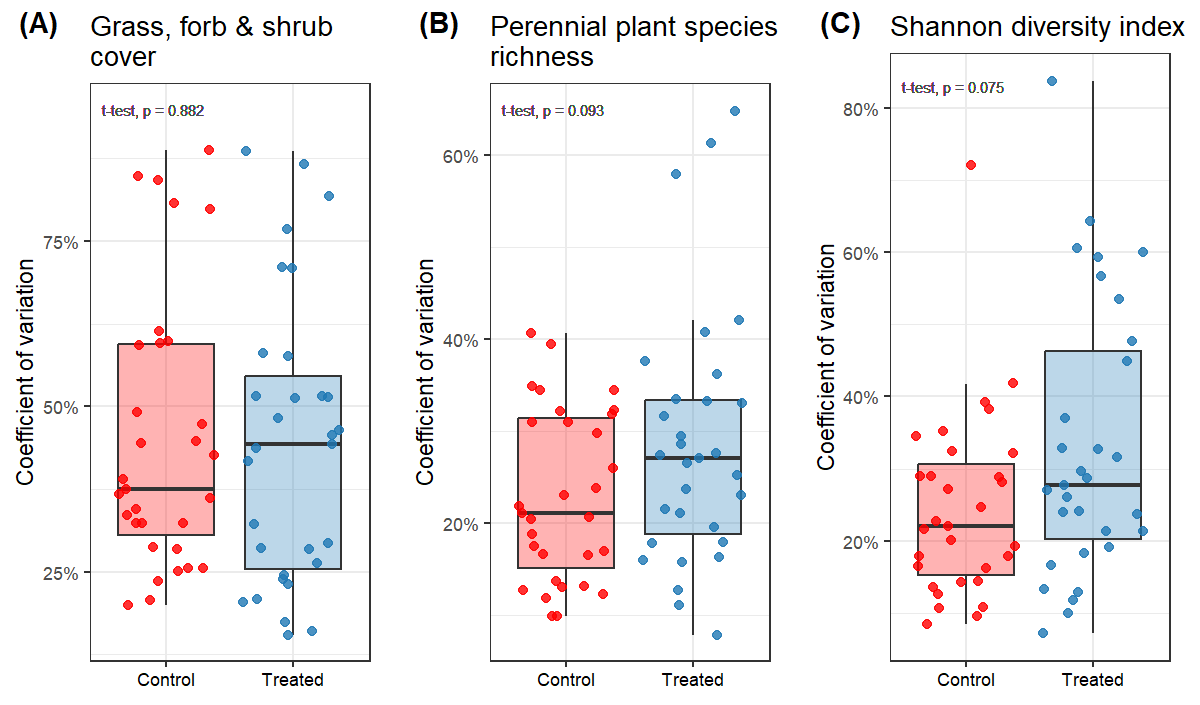 (A) Grass, forb & shrub
cover
t-test, p = 0.882
75%
50%
25%
Coefficient of variation
Control Treated
(B) Perennial plant species
richness
t-test, p = 0.093
60%
40%
20%
Coefficient of variation
Control Treated
(C) Shannon diversity index
t-test, p = 0.075
80%
60%
40%
20%
Coefficient of variation
Control Treated